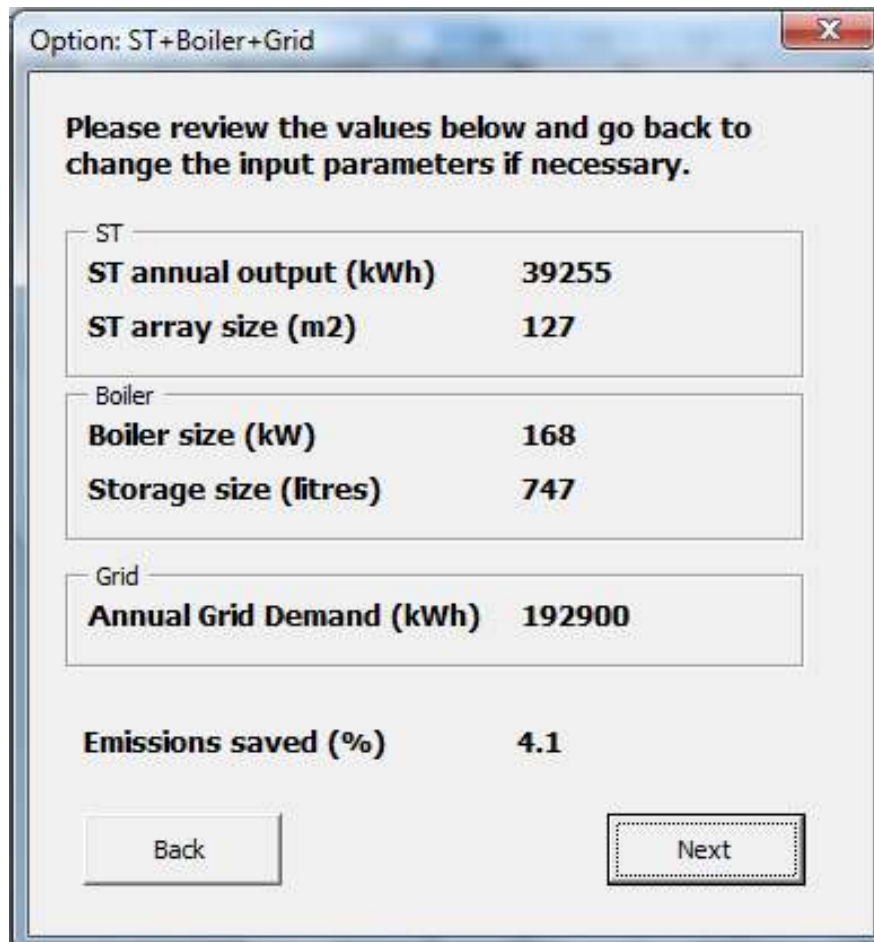 Option: ST+Boiler+Grid
Please review the values below and go back to
change the input parameters if necessary.
ST
ST annual output (kWh) 39255
ST array size (m2) 127
Boiler
Boiler size (kW) 168
Storage size (litres) 747
Grid
Annual Grid Demand (kWh) 192900
Emissions saved (%) 4.1
Back Next